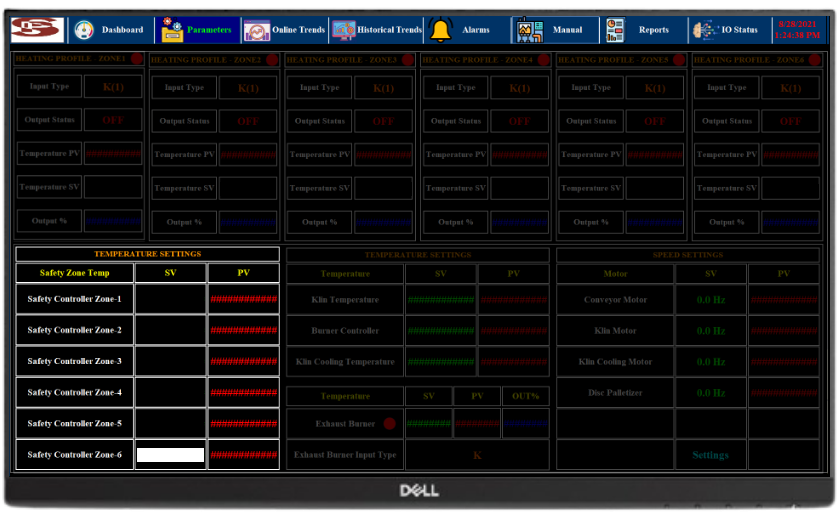 Dashboard Parameters Online Trends Historical Trends Alarms Manual Reports IO Status 8/28/2021
1:24:38 PM
HEATING PROFILE - ZONE1 HEATING PROFILE - ZONE2 HEATING PROFILE - ZONE3 HEATING PROFILE - ZONE4 HEATING PROFILE - ZONE5 HEATING PROFILE - ZONE6
Input Type K(1) Input Type K(1) Input Type K(1) Input Type K(1) Input Type K(1) Input Type K(1)
Output Status OFF Output Status OFF Output Status OFF Output Status OFF Output Status OFF Output Status OFF
Temperature PV ########## Temperature PV ########## Temperature PV ########## Temperature PV ########## Temperature PV ########## Temperature PV ##########
Temperature SV Temperature SV Temperature SV Temperature SV Temperature SV Temperature SV
Output % ########## Output % ########## Output % ########## Output % ########## Output % ########## Output % ##########
TEMPERATURE SETTINGS TEMPERATURE SETTINGS SPEED SETTINGS
Safety Zone Temp SV PV Temperature SV PV Motor SV PV
Safety Controller Zone-1 ############ Klin Temperature ############ ############ Conveyor Motor 0.0 Hz ############
Safety Controller Zone-2 ############ Burner Controller ############ ############ Klin Motor 0.0 Hz ############
Safety Controller Zone-3 ############ Klin Cooling Temperature ############ ############ Klin Cooling Motor 0.0 Hz ############
Safety Controller Zone-4 ############ Temperature SV PV OUT% Disc Palletizer 0.0 Hz ############
Safety Controller Zone-5 ############ Exhaust Burner ######## ######## ########
Safety Controller Zone-6 ############ Exhaust Burner Input Type K Settings
DELL